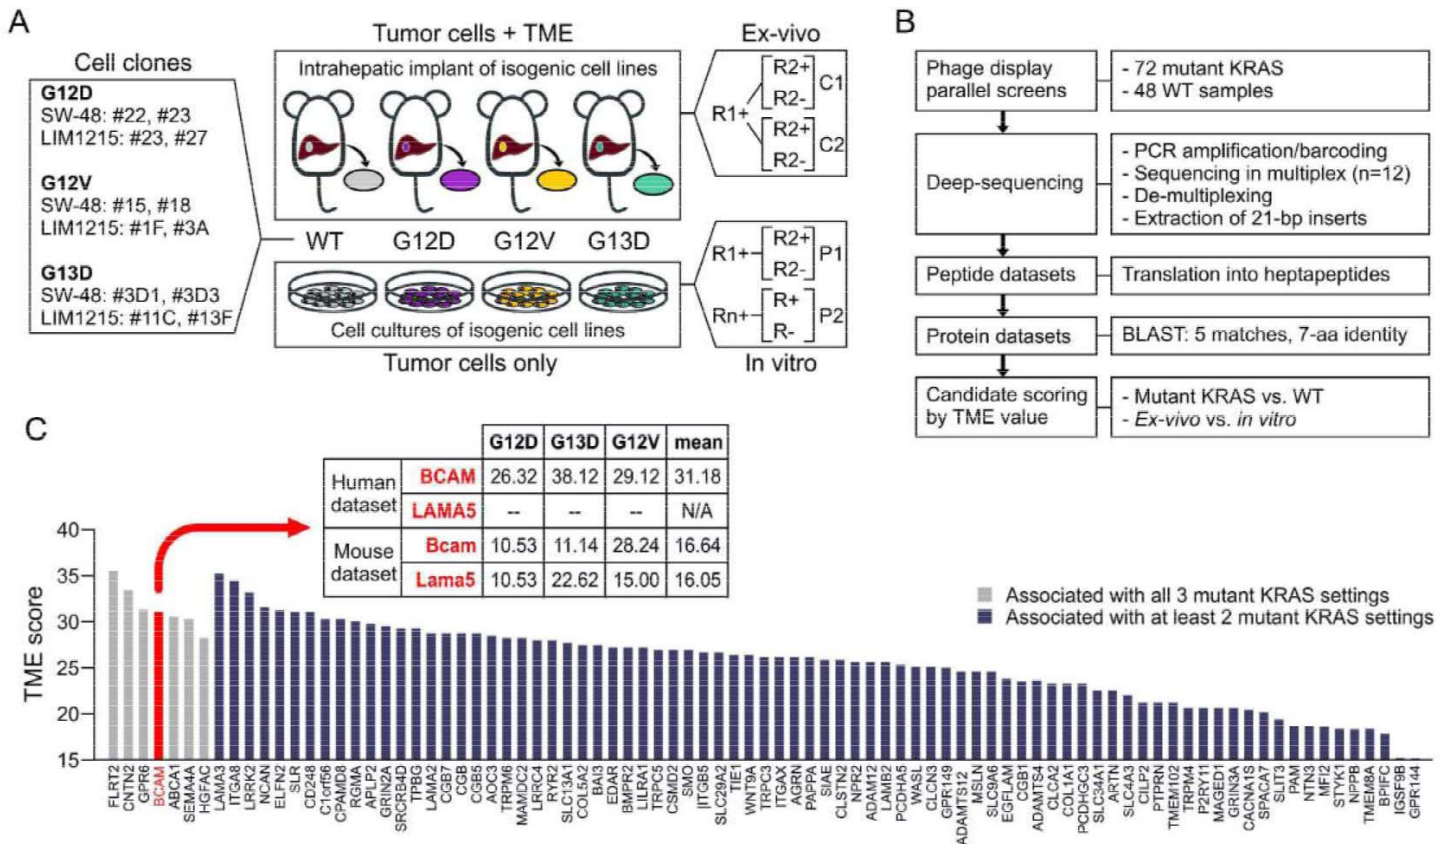 A
Cell clones
G12D
SW-48: #22, #23
LIM1215: #23, #27
G12V
SW-48: #15, #18
LIM1215: #1F, #3A
G13D
SW-48: #3D1, #3D3
LIM1215: #11C, #13F
Tumor cells + TME
Intrahepatic implant of isogenic cell lines
WT G12D G12V G13D
Cell cultures of isogenic cell lines
Tumor cells only
Ex-vivo
R1+
R2+
R2-
C1
R2+
R2-
C2
R1+
R2+
R2-
P1
Rn+
R+
R-
P2
In vitro
B
Phage display
parallel screens
- 72 mutant KRAS
- 48 WT samples
Deep-sequencing
- PCR amplification/barcoding
- Sequencing in multiplex (n=12)
- De-multiplexing
- Extraction of 21-bp inserts
Peptide datasets
Translation into heptapeptides
Protein datasets
BLAST: 5 matches, 7-aa identity
Candidate scoring
by TME value
- Mutant KRAS vs. WT
- Ex-vivo vs. in vitro
C
G12D G13D G12V mean
Human
dataset
BCAM 26.32 38.12 29.12 31.18
LAMA5 -- -- -- N/A
Mouse
dataset
Bcam 10.53 11.14 28.24 16.64
Lama5 10.53 22.62 15.00 16.05
Associated with all 3 mutant KRAS settings
Associated with at least 2 mutant KRAS settings
TME score
40
35
30
25
20
15
FLRT2
CNTN2
GPR6
BCAM
ABCA1
SEMA4A
HGFAC
LAMA3
ITGA8
LRRK2
NCAN
ELFN2
SLR
CD248
C1orf56
CPAMD8
RGMA
APLP2
GRIN2A
SRCRB4D
TPBG
LAMA2
CGB7
CGB
CGB5
AOC3
TRPM6
MAMDC2
LRRC4
RYR2
SLC13A1
COL5A2
BAI3
EDAR
BMPR2
LILRA1
TRPC5
CSMD2
SMO
ITGB5
SLC29A2
TIE1
WNT9A
TRPC3
ITGAX
AGRN
PAPPA
SIAE
CLSTN2
NPR2
ADAM12
LAMB2
PCDHA5
WASL
CLCN3
GPR149
ADAMTS12
MSLN
SLC9A6
EGFLAM
CGB1
ADAMTS4
CLCA2
COL1A1
PCDHGC3
SLC34A1
ARTN
SLC4A3
CILP2
PTPRN
TMEM102
TRPM4
P2RY11
MAGED1
GRIN3A
CACNA1S
SPACA7
SLIT3
PAM
NTN3
MFI2
STYK1
NPPB
TMEM8A
BPIFC
IGSF9B
GPR144